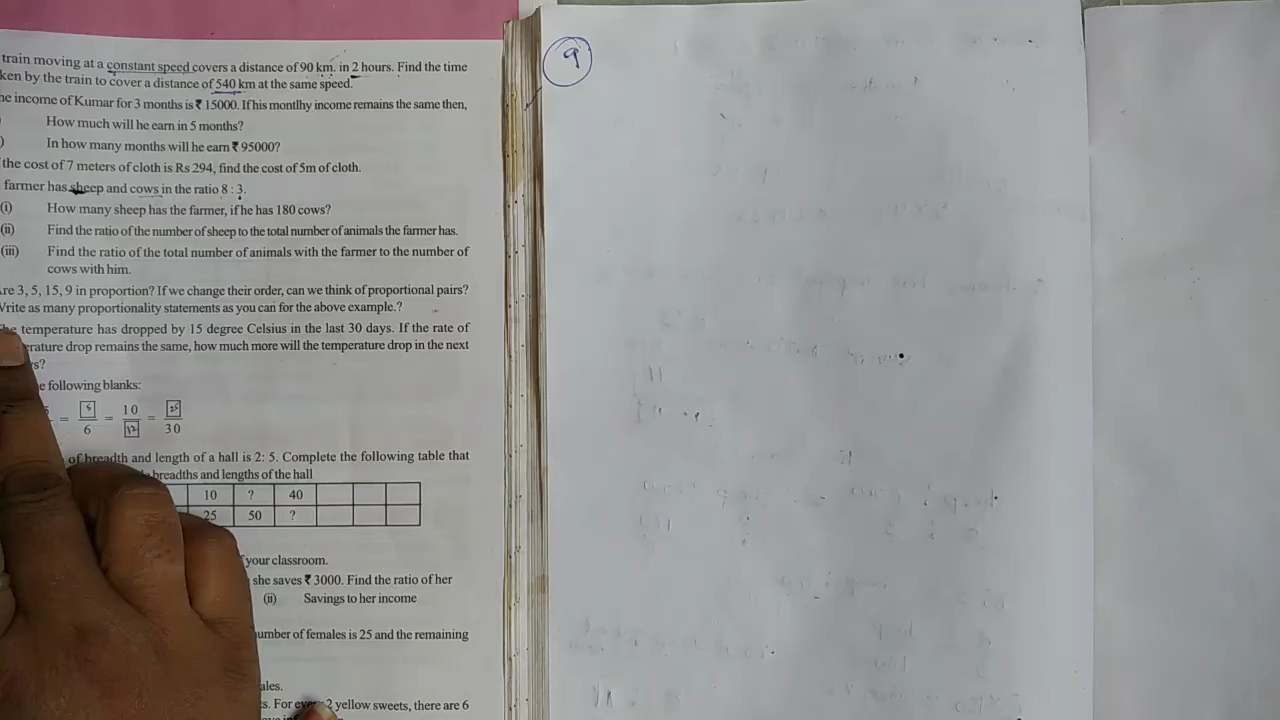 train moving at a constant speed covers a distance of 90 km. in 2 hours. Find the time
ken by the train to cover a distance of 540 km at the same speed.
he income of Kumar for 3 months is ₹ 15000. If his montlhy income remains the same then,
How much will he earn in 5 months?
) In how many months will he earn ₹ 95000?
the cost of 7 meters of cloth is Rs 294, find the cost of 5m of cloth.
farmer has sheep and cows in the ratio 8 : 3.
(i) How many sheep has the farmer, if he has 180 cows?
(ii) Find the ratio of the number of sheep to the total number of animals the farmer has.
(iii) Find the ratio of the total number of animals with the farmer to the number of
cows with him.
re 3, 5, 15, 9 in proportion? If we change their order, can we think of proportional pairs?
Write as many proportionality statements as you can for the above example.?
The temperature has dropped by 15 degree Celsius in the last 30 days. If the rate of
erature drop remains the same, how much more will the temperature drop in the next
s?
e following blanks:
= 5/6 = 10/12 = 25/30
of breadth and length of a hall is 2: 5. Complete the following table that
breadths and lengths of the hall
10 ? 40
25 50 ?
your classroom.
she saves ₹ 3000. Find the ratio of her
(ii) Savings to her income
umber of females is 25 and the remaining
ales.
s. For every 2 yellow sweets, there are 6
9